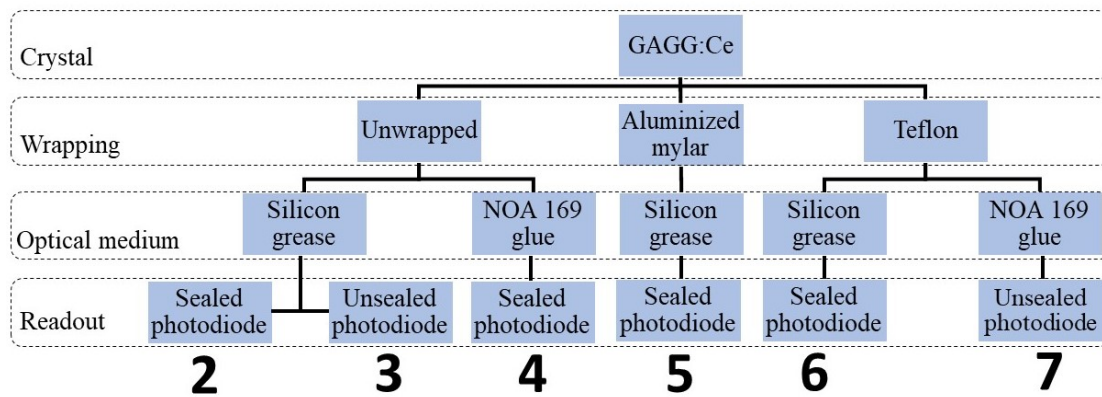 Crystal
GAGG:Ce
Wrapping
Unwrapped
Aluminized
mylar
Teflon
Optical medium
Silicon
grease
NOA 169
glue
Silicon
grease
Silicon
grease
NOA 169
glue
Readout
Sealed
photodiode
Unsealed
photodiode
Sealed
photodiode
Sealed
photodiode
Sealed
photodiode
Unsealed
photodiode
2 3 4 5 6 7